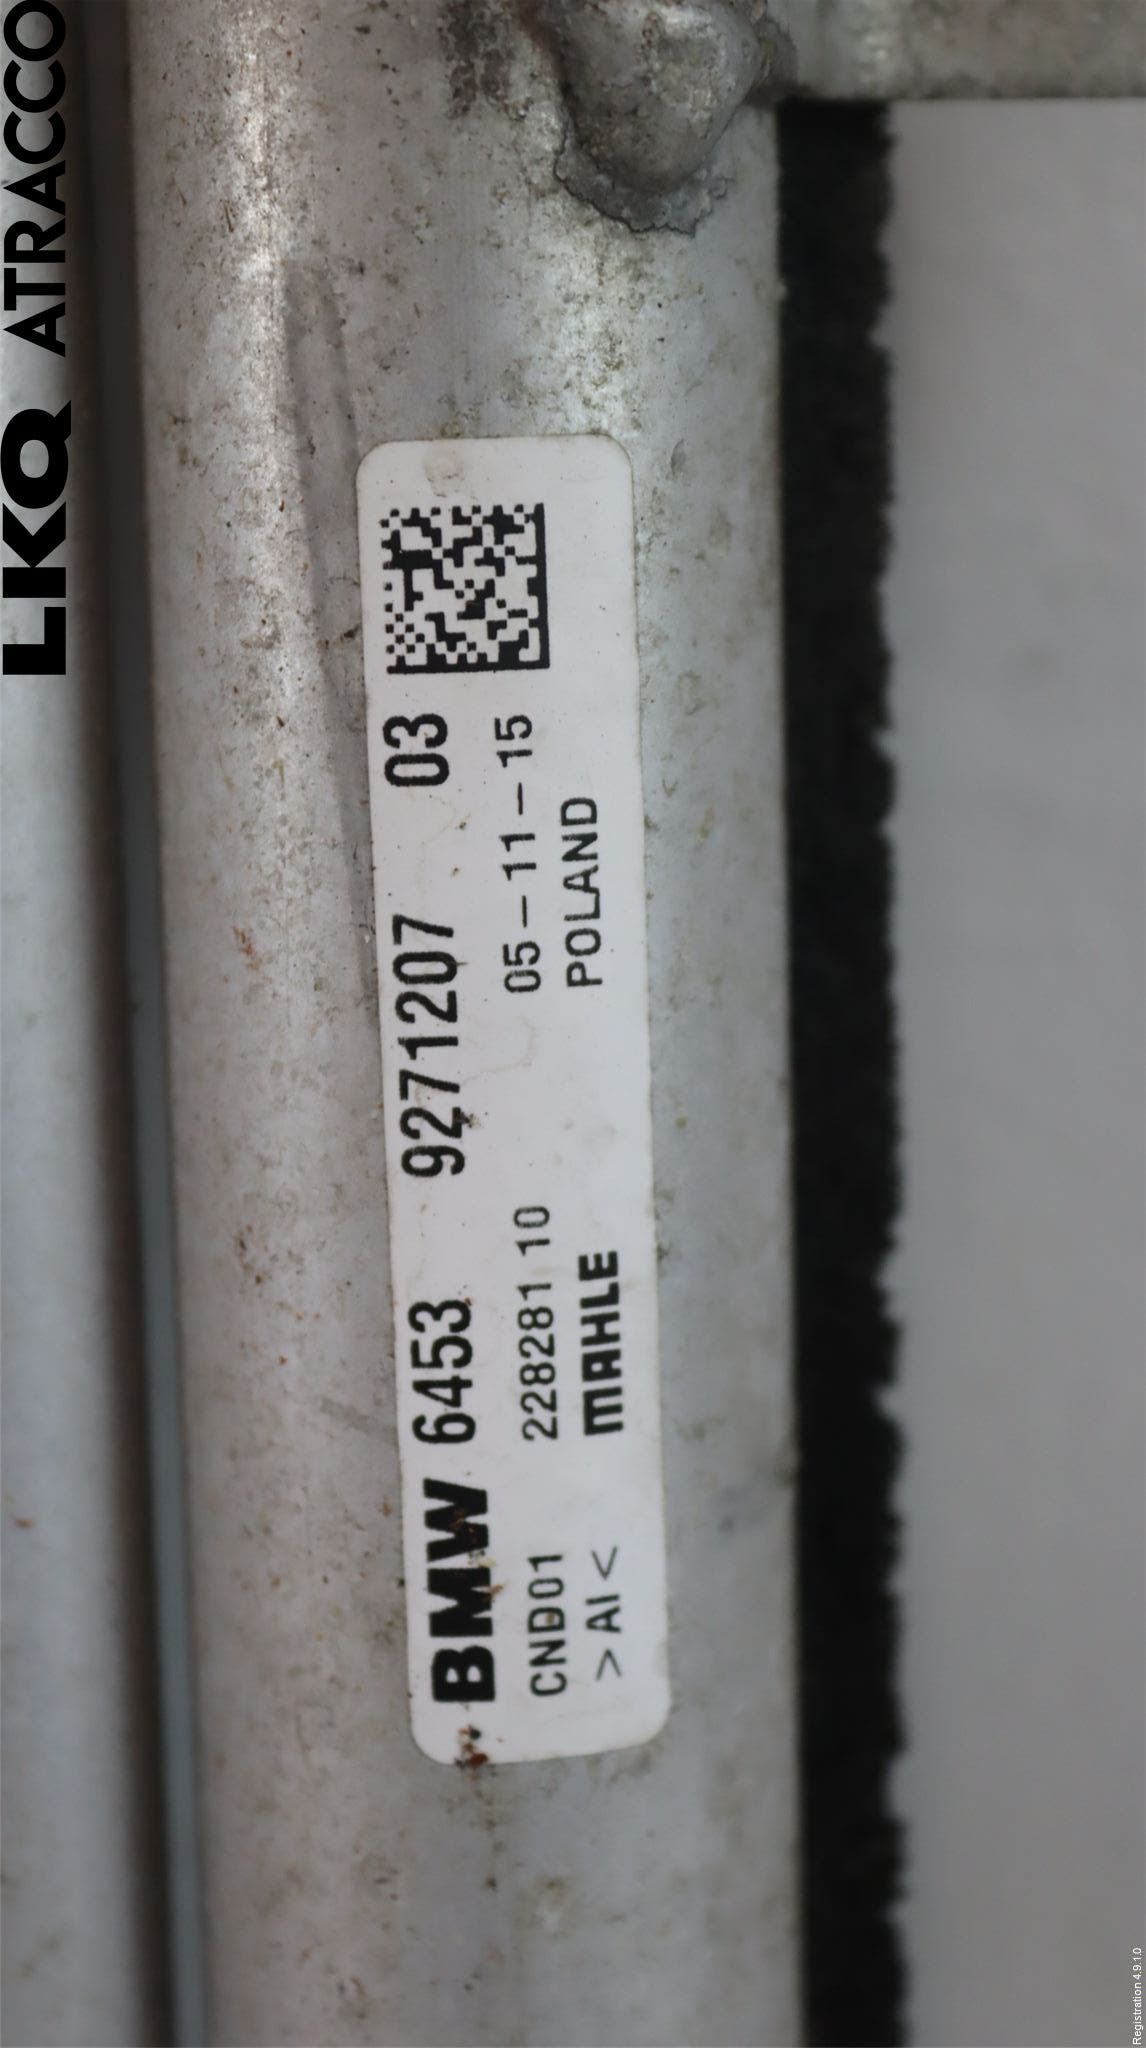 LKQ ATRACCO
BMW 6453 9271207 03
CND01 228281 10 05-11-15
>Al< MAHLE POLAND
Registration 4.9.1.0